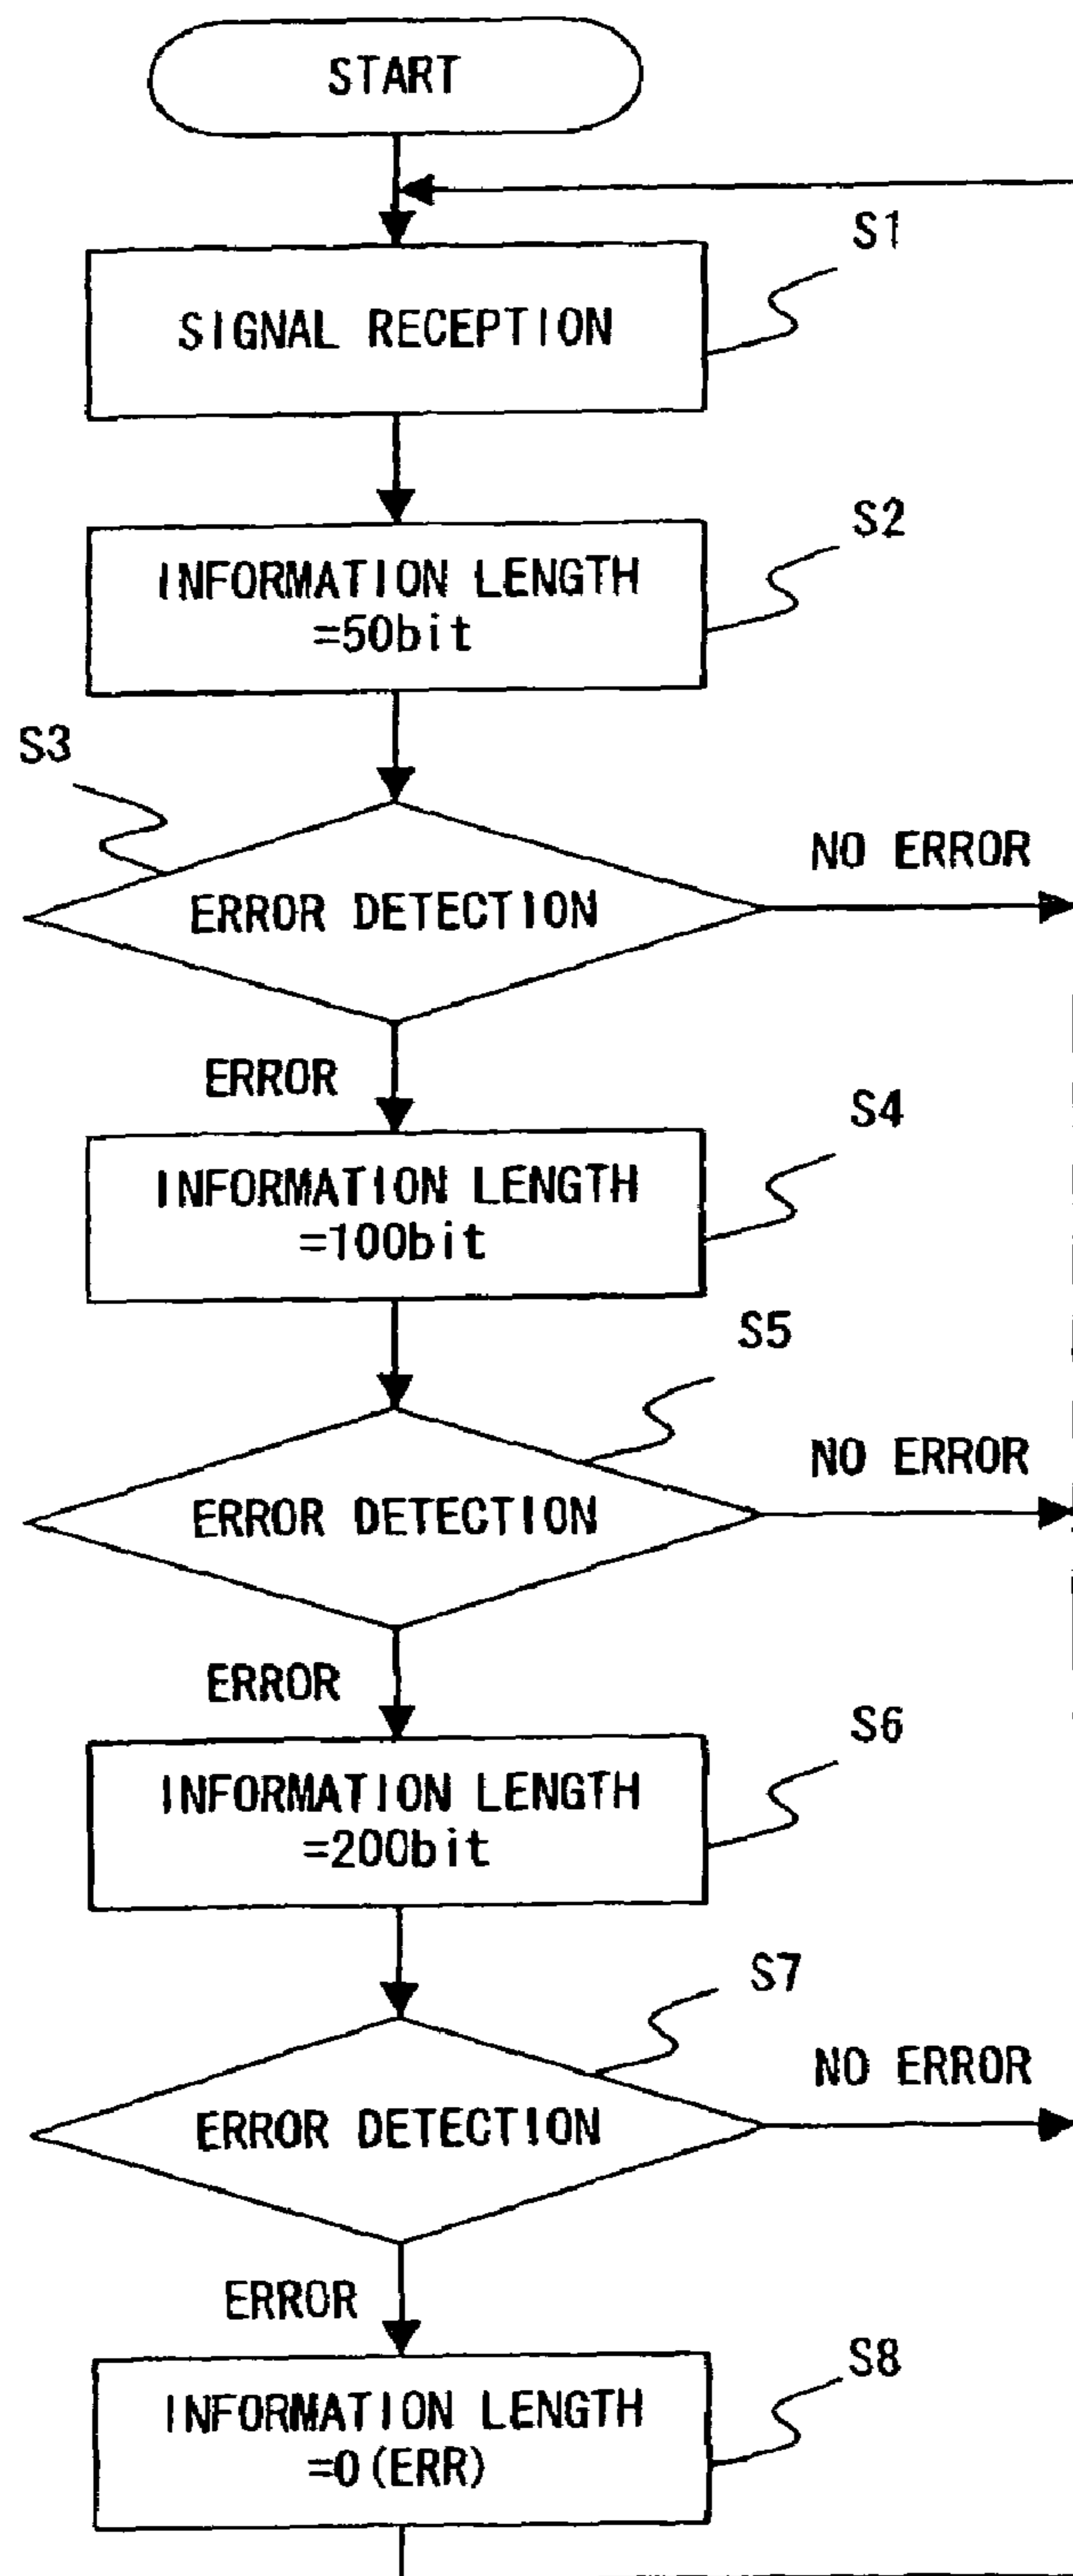 START
S1
SIGNAL RECEPTION
S2
INFORMATION LENGTH
=50bit
S3
NO ERROR
ERROR DETECTION
ERROR
S4
INFORMATION LENGTH
=100bit
S5
NO ERROR
ERROR DETECTION
ERROR
S6
INFORMATION LENGTH
=200bit
S7
NO ERROR
ERROR DETECTION
ERROR
S8
INFORMATION LENGTH
=0(ERR)